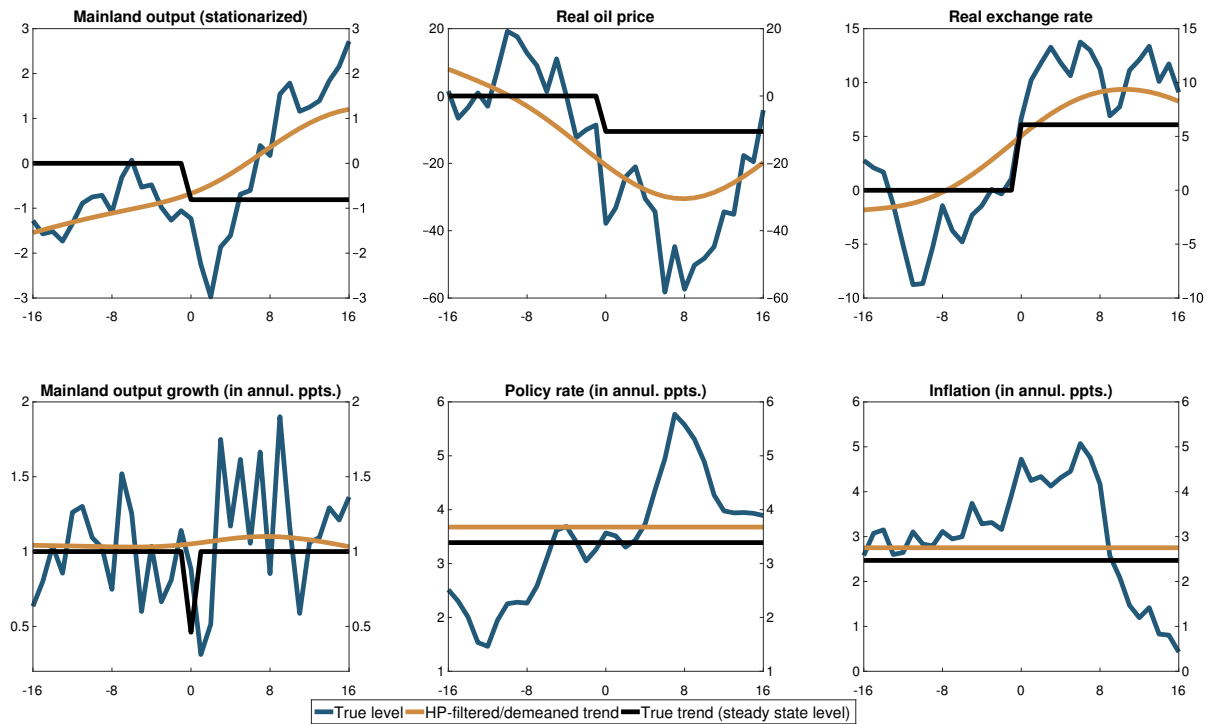 Mainland output (stationarized)
3 3
2 2
1 1
0 0
−1 −1
−2 −2
−3 −3
-16 -8 0 8 16
Real oil price
20 20
0 0
−20 −20
−40 −40
−60 −60
-16 -8 0 8 16
Real exchange rate
15 15
10 10
5 5
0 0
−5 −5
−10 −10
-16 -8 0 8 16
Mainland output growth (in annul. ppts.)
2 2
1.5 1.5
1 1
0.5 0.5
-16 -8 0 8 16
Policy rate (in annul. ppts.)
6 6
5 5
4 4
3 3
2 2
1 1
-16 -8 0 8 16
Inflation (in annul. ppts.)
6 6
5 5
4 4
3 3
2 2
1 1
0 0
-16 -8 0 8 16
True level HP-filtered/demeaned trend True trend (steady state level)